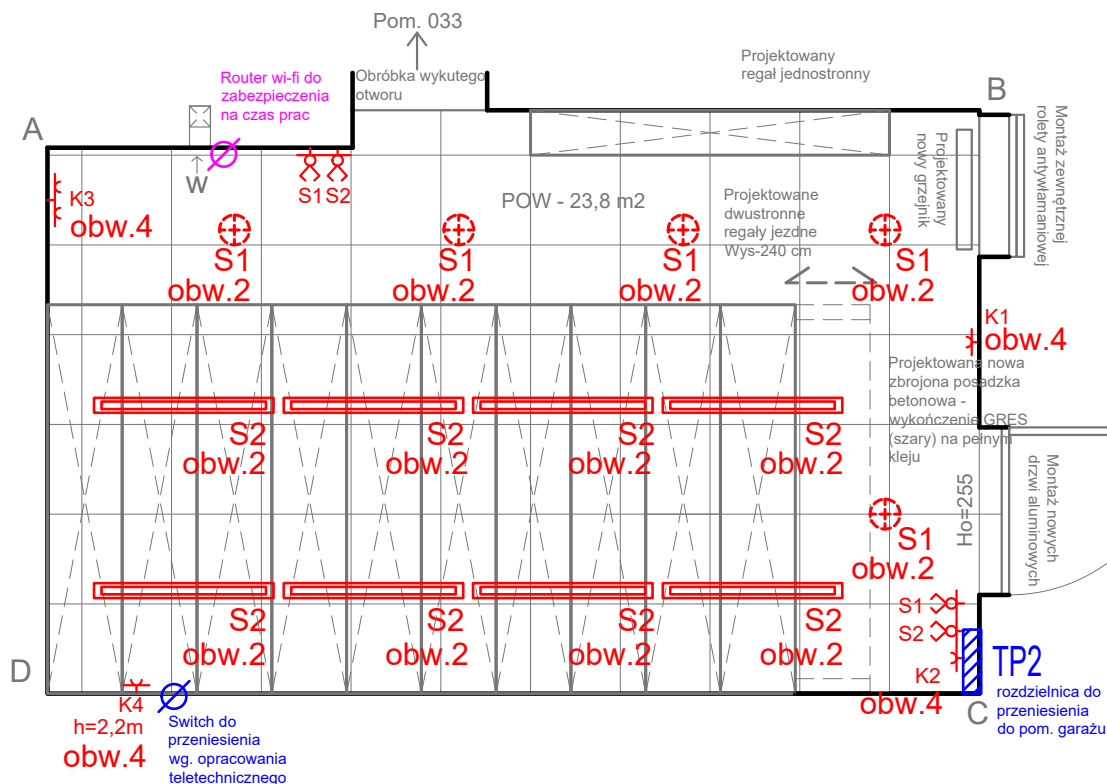 Pom. 033
Router wi-fi do
zabezpieczenia
na czas prac
Obróbka wykutego
otworu
Projektowany
regał jednostronny
A
B
W
S1 S2
K3
obw.4
POW - 23,8 m2
Projektowane
dwustronne
regały jezdne
Wys-240 cm
Projektowany
nowy grzejnik
Montaż zewnętrznej
rolety antywłamaniowej
S1
obw.2
S1
obw.2
S1
obw.2
S1
obw.2
K1
obw.4
Projektowana nowa
zbrojona posadzka
betonowa -
wykończenie GRES
(szary) na pełnym
kleju
S2
obw.2
S2
obw.2
S2
obw.2
S2
obw.2
Ho=255
Montaż nowych
drzwi aluminowych
S1
obw.2
S2
obw.2
S2
obw.2
S2
obw.2
S2
obw.2
S1
S2
K2
obw.4
TP2
rozdzielnica do
przeniesienia
do pom. garażu
C
D
K4
h=2,2m
obw.4
Switch do
przeniesienia
wg. opracowania
teletechnicznego